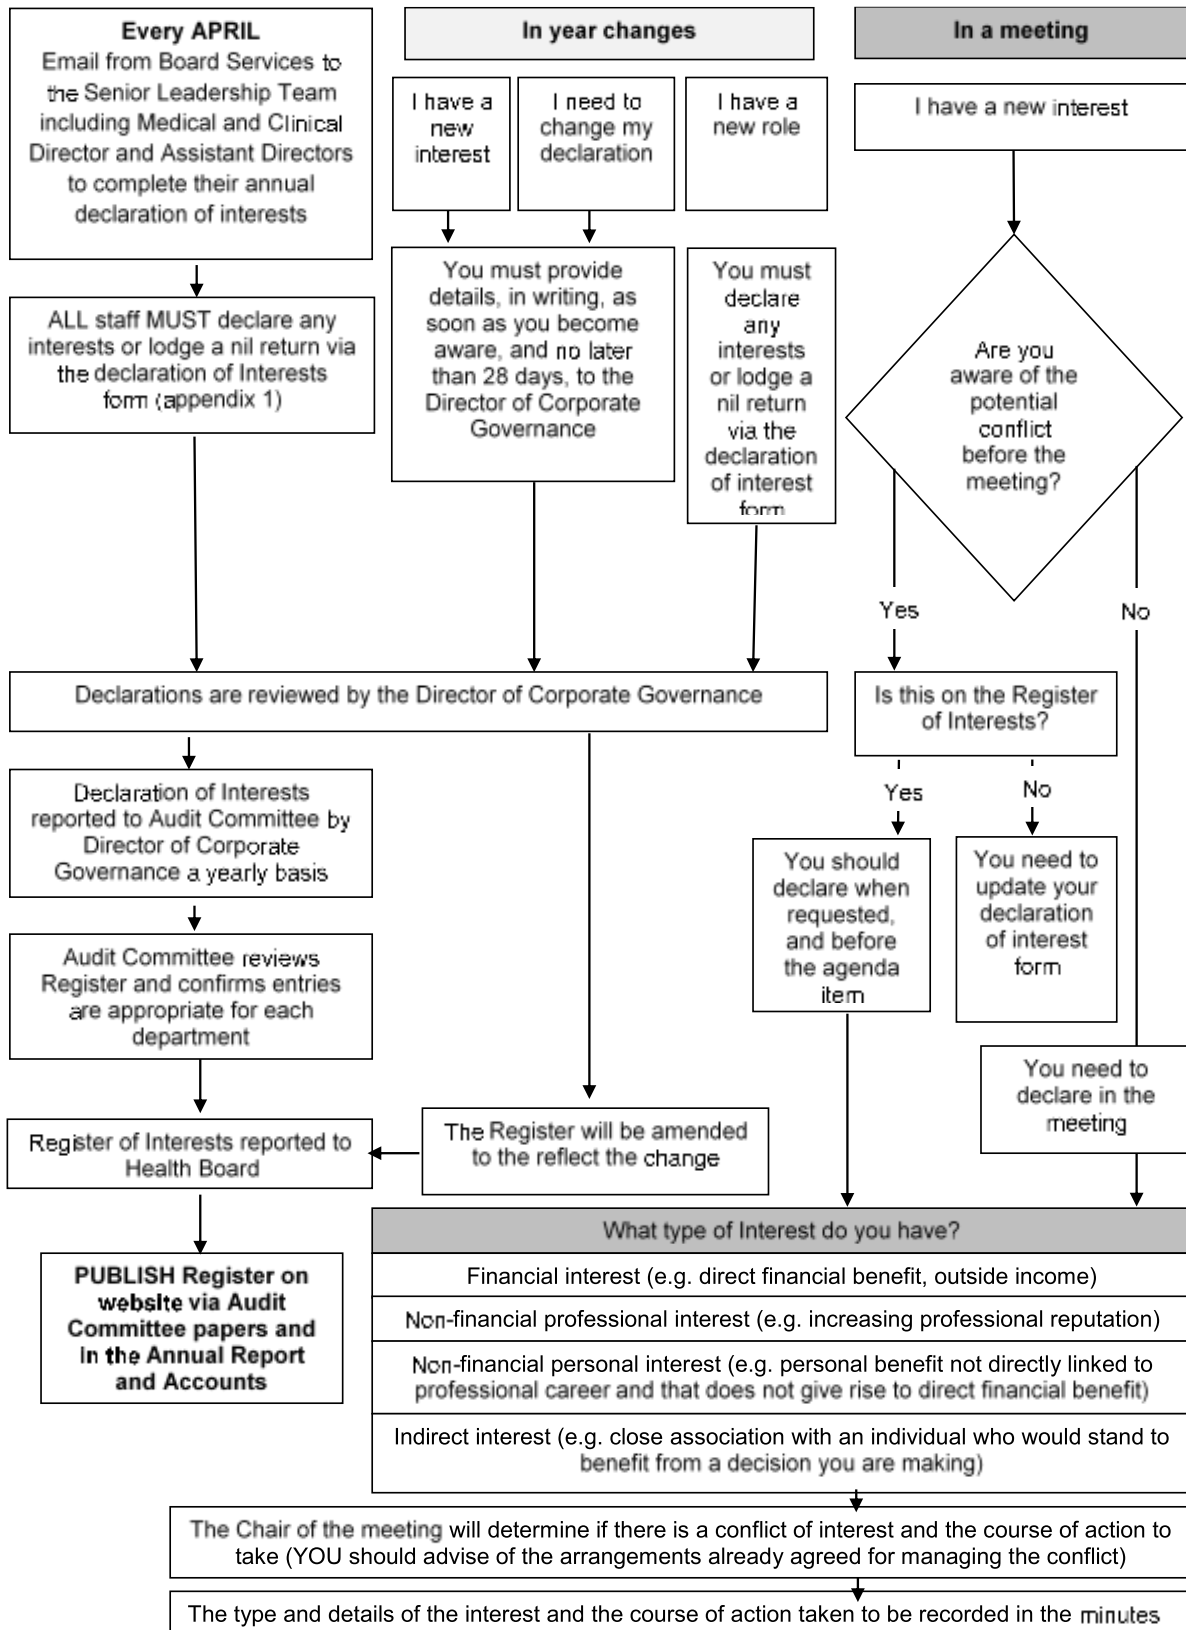 Every APRIL
Email from Board Services to
the Senior Leadership Team
including Medical and Clinical
Director and Assistant Directors
to complete their annual
declaration of interests
ALL staff MUST declare any
interests or lodge a nil return via
the declaration of Interests
form (appendix 1)
In year changes
I have a
new
interest
I need to
change my
declaration
I have a
new role
You must provide
details, in writing, as
soon as you become
aware, and no later
than 28 days, to the
Director of Corporate
Governance
You must
declare
any
interests
or lodge a
nil return
via the
declaration
of interest
form
In a meeting
I have a new interest
Are you
aware of the
potential
conflict
before the
meeting?
Yes
No
Declarations are reviewed by the Director of Corporate Governance
Is this on the Register
of Interests?
Yes
No
Declaration of Interests
reported to Audit Committee by
Director of Corporate
Governance a yearly basis
You should
declare when
requested,
and before
the agenda
item
You need to
update your
declaration
of interest
form
Audit Committee reviews
Register and confirms entries
are appropriate for each
department
You need to
declare in the
meeting
Register of Interests reported to
Health Board
The Register will be amended
to the reflect the change
PUBLISH Register on
website via Audit
Committee papers and
In the Annual Report
and Accounts
What type of Interest do you have?
Financial interest (e.g. direct financial benefit, outside income)
Non-financial professional interest (e.g. increasing professional reputation)
Non-financial personal interest (e.g. personal benefit not directly linked to
professional career and that does not give rise to direct financial benefit)
Indirect interest (e.g. close association with an individual who would stand to
benefit from a decision you are making)
The Chair of the meeting will determine if there is a conflict of interest and the course of action to
take (YOU should advise of the arrangements already agreed for managing the conflict)
The type and details of the interest and the course of action taken to be recorded in the minutes